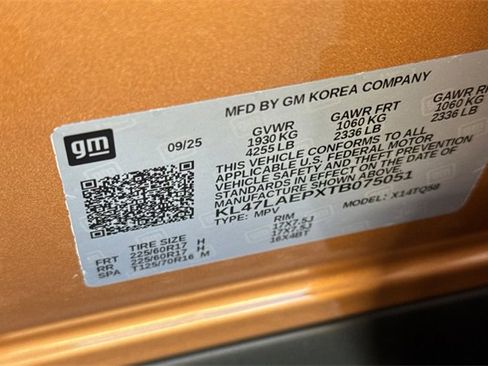 MFD BY GM KOREA COMPANY
gm 09/25 GVWR GAWR FRT GAWR RR
1930 KG 1060 KG 1060 KG
4255 LB 2336 LB 2336 LB
THIS VEHICLE CONFORMS TO ALL
APPLICABLE U.S. FEDERAL MOTOR
VEHICLE SAFETY AND THEFT PREVENTION
STANDARDS IN EFFECT ON THE DATE OF
MANUFACTURE SHOWN ABOVE.
KL47LAEPXTB075051
TYPE: MPV MODEL: X14TQ58
TIRE SIZE RIM
FRT 225/60R17 H 17X7.5J
RR 225/60R17 H 17X7.5J
SPA T125/70R16 M 16X4BT